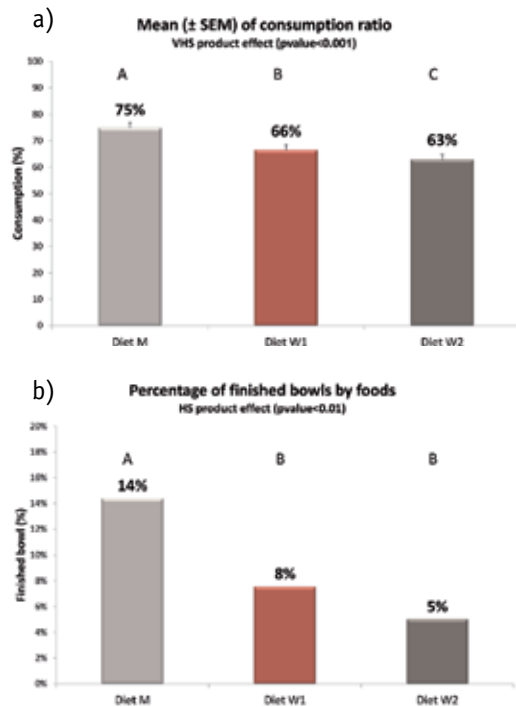 a)
Mean (± SEM) of consumption ratio
VHS product effect (pvalue<0.001)
A B C
75% 66% 63%
Consumption (%)
100
90
80
70
60
50
40
30
20
10
0
Diet M Diet W1 Diet W2
b)
Percentage of finished bowls by foods
HS product effect (pvalue<0.01)
A B B
14% 8% 5%
Finished bowl (%)
20%
18%
16%
14%
12%
10%
8%
6%
4%
2%
0%
Diet M Diet W1 Diet W2